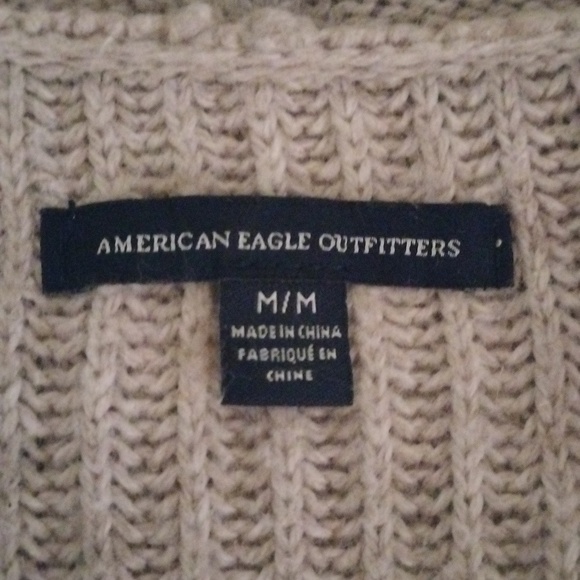 AMERICAN EAGLE OUTFITTERS
M/M
MADE IN CHINA
FABRIQUÉ EN
CHINE